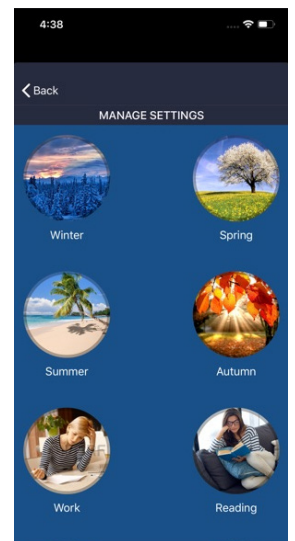 4:38
Back
MANAGE SETTINGS
Winter
Spring
Summer
Autumn
Work
Reading